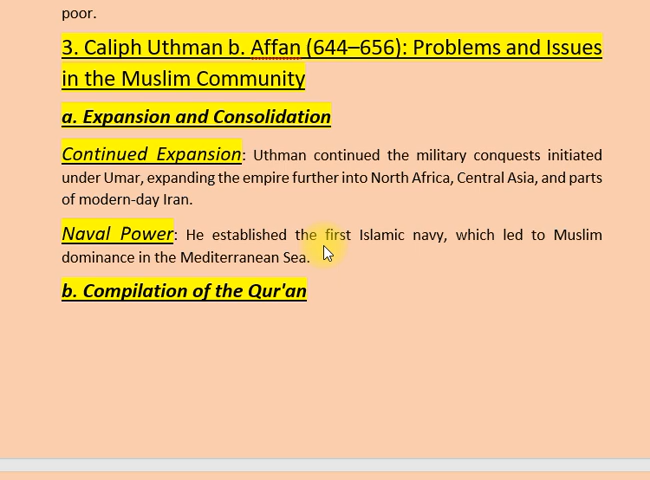 poor.
3. Caliph Uthman b. Affan (644–656): Problems and Issues
in the Muslim Community
a. Expansion and Consolidation
Continued Expansion: Uthman continued the military conquests initiated
under Umar, expanding the empire further into North Africa, Central Asia, and parts
of modern-day Iran.
Naval Power: He established the first Islamic navy, which led to Muslim
dominance in the Mediterranean Sea.
b. Compilation of the Qur'an